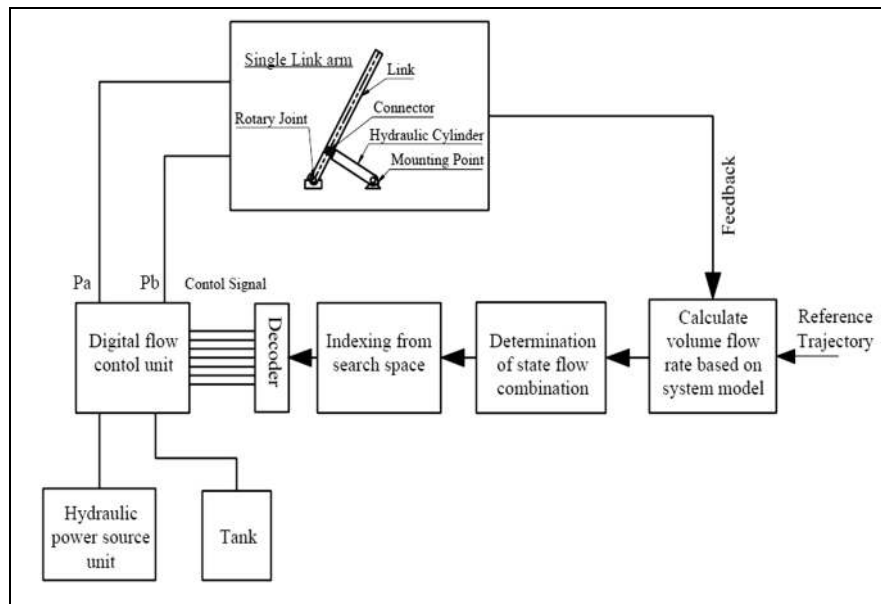 Single Link arm
Link
Connector
Rotary Joint
Hydraulic Cylinder
Mounting Point
Feedback
Pa
Pb
Contol Signal
Digital flow
contol unit
Decoder
Indexing from
search space
Determination
of state flow
combination
Calculate
volume flow
rate based on
system model
Reference
Trajectory
Hydraulic
power source
unit
Tank